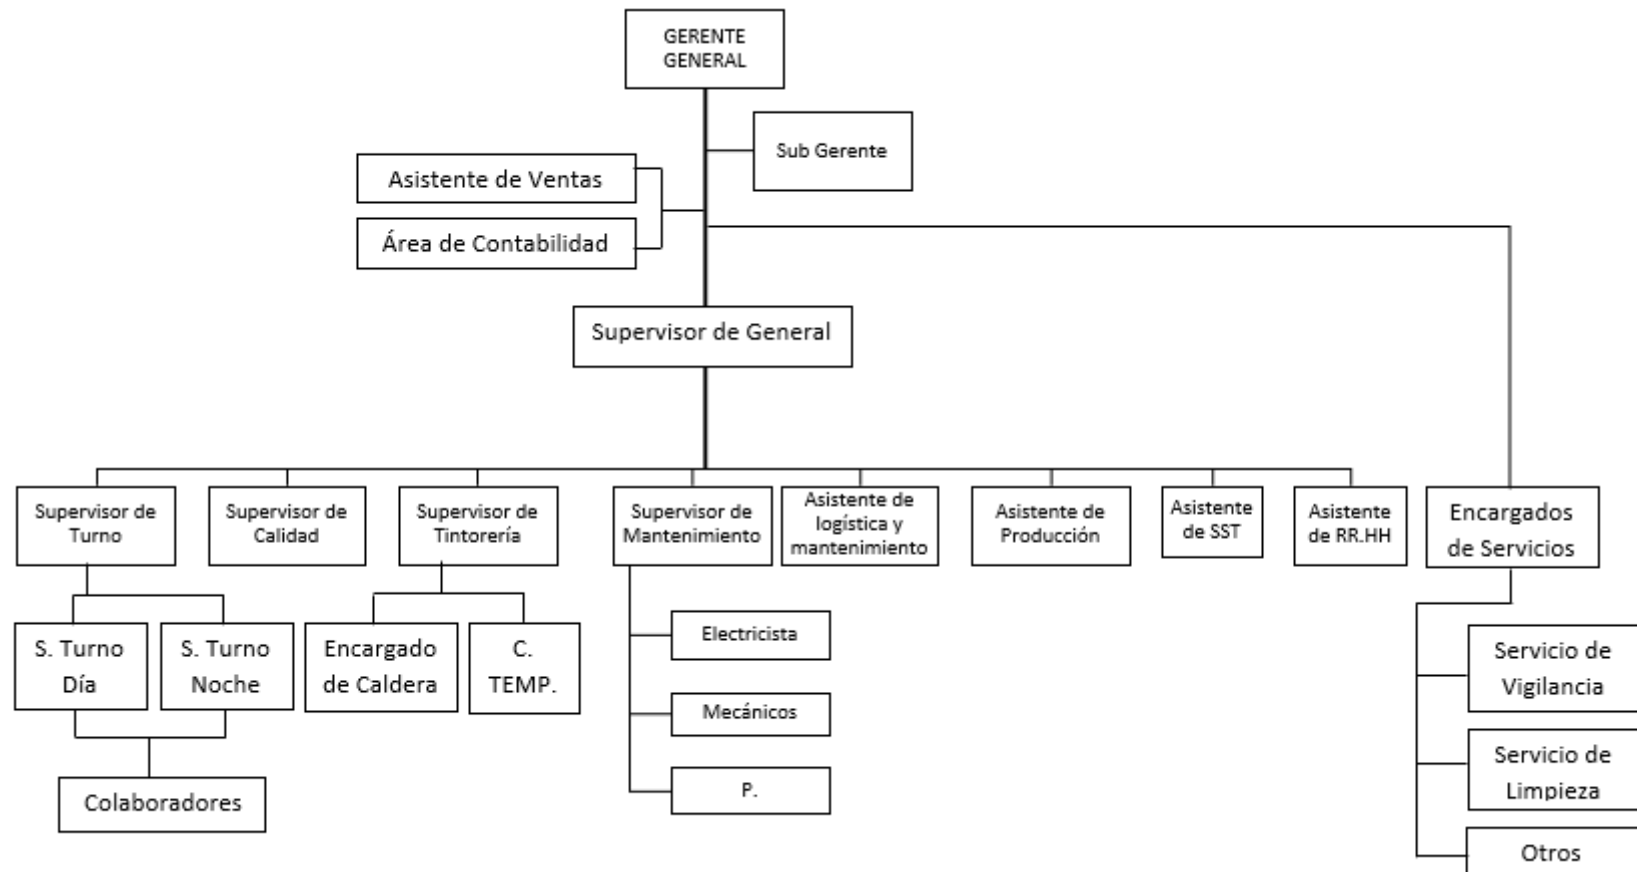 GERENTE
GENERAL
Sub Gerente
Asistente de Ventas
Área de Contabilidad
Supervisor de General
Supervisor de
Turno
Supervisor de
Calidad
Supervisor de
Tintorería
Supervisor de
Mantenimiento
Asistente de
logística y
mantenimiento
Asistente de
Producción
Asistente
de SST
Asistente
de RR.HH
Encargados
de Servicios
S. Turno
Día
S. Turno
Noche
Encargado
de Caldera
C.
TEMP.
Electricista
Mecánicos
P.
Colaboradores
Servicio de
Vigilancia
Servicio de
Limpieza
Otros